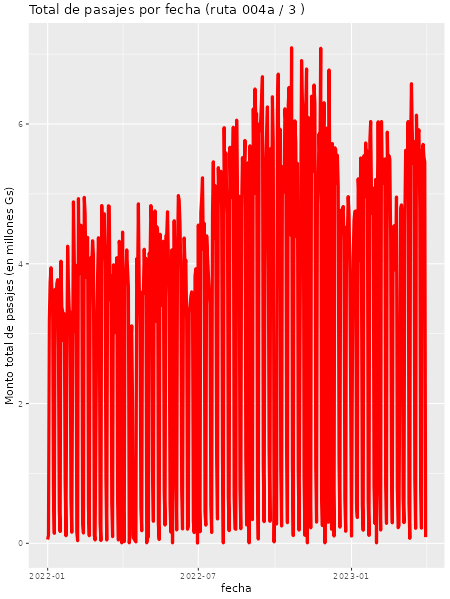 Total de pasajes por fecha (ruta 004a / 3 )
Monto total de pasajes (en millones Gs)
6
4
2
0
2022-01
2022-07
2023-01
fecha